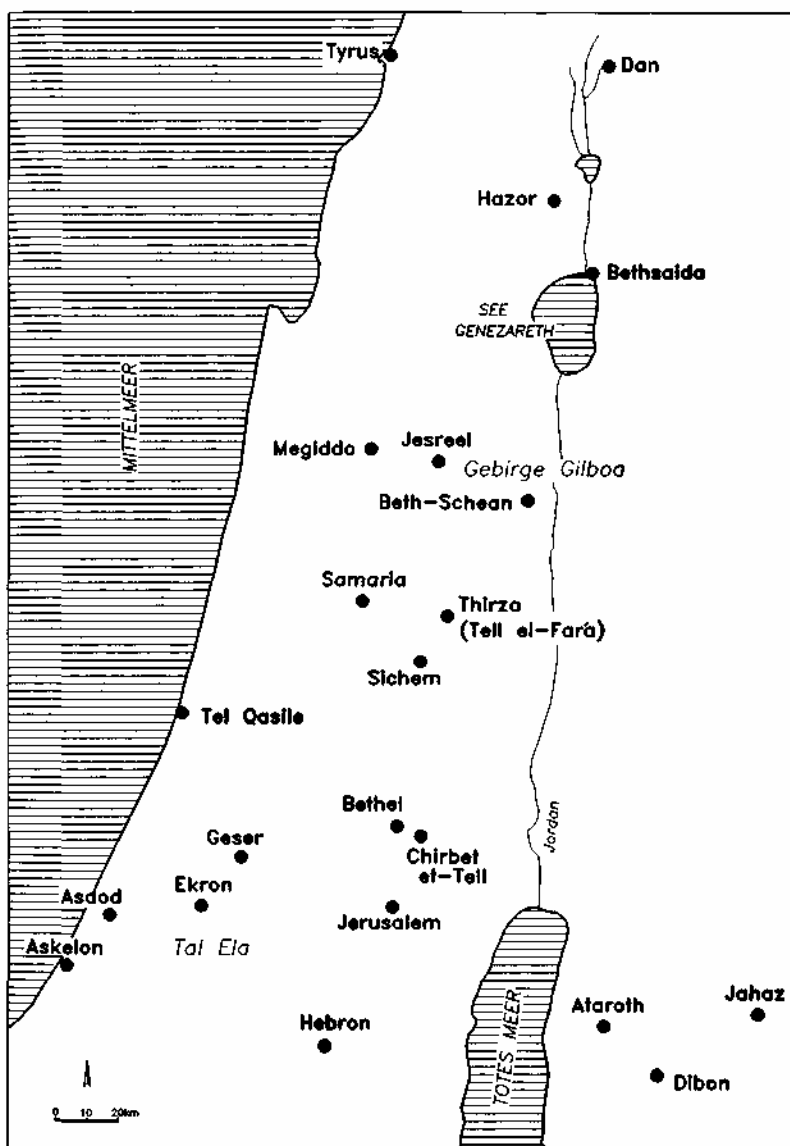 Tyrus
Dan
Hazor
Bethsaida
SEE
GENEZARETH
MITTELMEER
Megiddo
Jesreel
Gebirge Gilboa
Beth-Schean
Samaria
Thirza
(Tell el-Fará)
Sichem
Tel Qasile
Bethel
Jordan
Geser
Chirbet
et-Tell
Ekron
Asdod
Jerusalem
Tal Ela
Askelon
TOTES MEER
Ataroth
Jahaz
Hebron
Dibon
0 10 20km